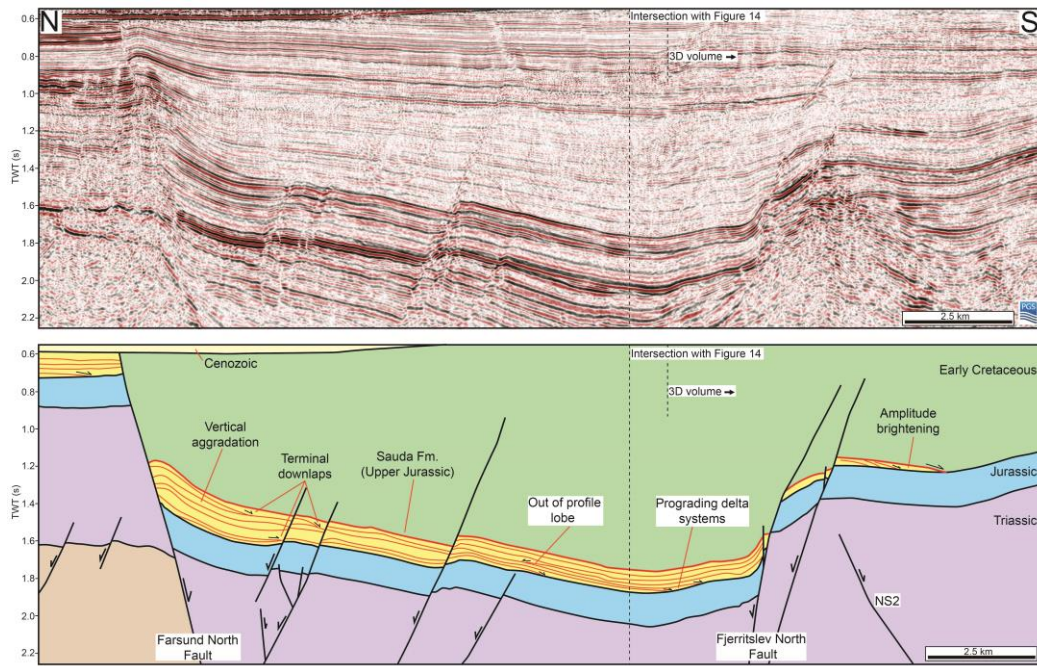 N
S
Intersection with Figure 14
3D volume
0.6
0.8
1.0
1.2
1.4
1.6
1.8
2.0
2.2
TWT (s)
PGS
2.5 km
Intersection with Figure 14
3D volume
0.6
0.8
1.0
1.2
1.4
1.6
1.8
2.0
2.2
TWT (s)
Cenozoic
Early Cretaceous
Vertical
aggradation
Terminal
downlaps
Sauda Fm.
(Upper Jurassic)
Out of profile
lobe
Prograding delta
systems
Amplitude
brightening
Jurassic
Triassic
NS2
Farsund North
Fault
Fjerritslev North
Fault
2.5 km